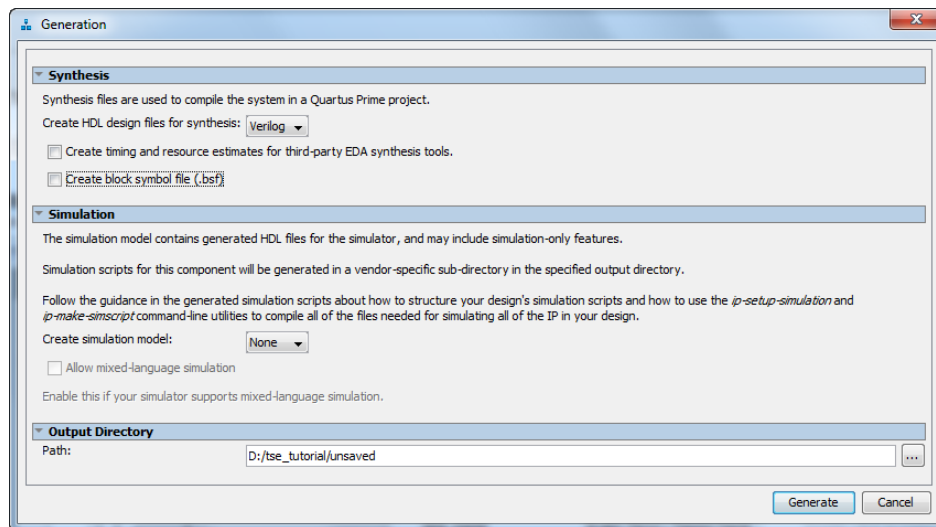 Generation
Synthesis
Synthesis files are used to compile the system in a Quartus Prime project.
Create HDL design files for synthesis: Verilog
Create timing and resource estimates for third-party EDA synthesis tools.
Create block symbol file (.bsf)
Simulation
The simulation model contains generated HDL files for the simulator, and may include simulation-only features.
Simulation scripts for this component will be generated in a vendor-specific sub-directory in the specified output directory.
Follow the guidance in the generated simulation scripts about how to structure your design's simulation scripts and how to use the ip-setup-simulation and
ip-make-simscript command-line utilities to compile all of the files needed for simulating all of the IP in your design.
Create simulation model: None
Allow mixed-language simulation
Enable this if your simulator supports mixed-language simulation.
Output Directory
Path: D:/tse_tutorial/unsaved ...
Generate Cancel